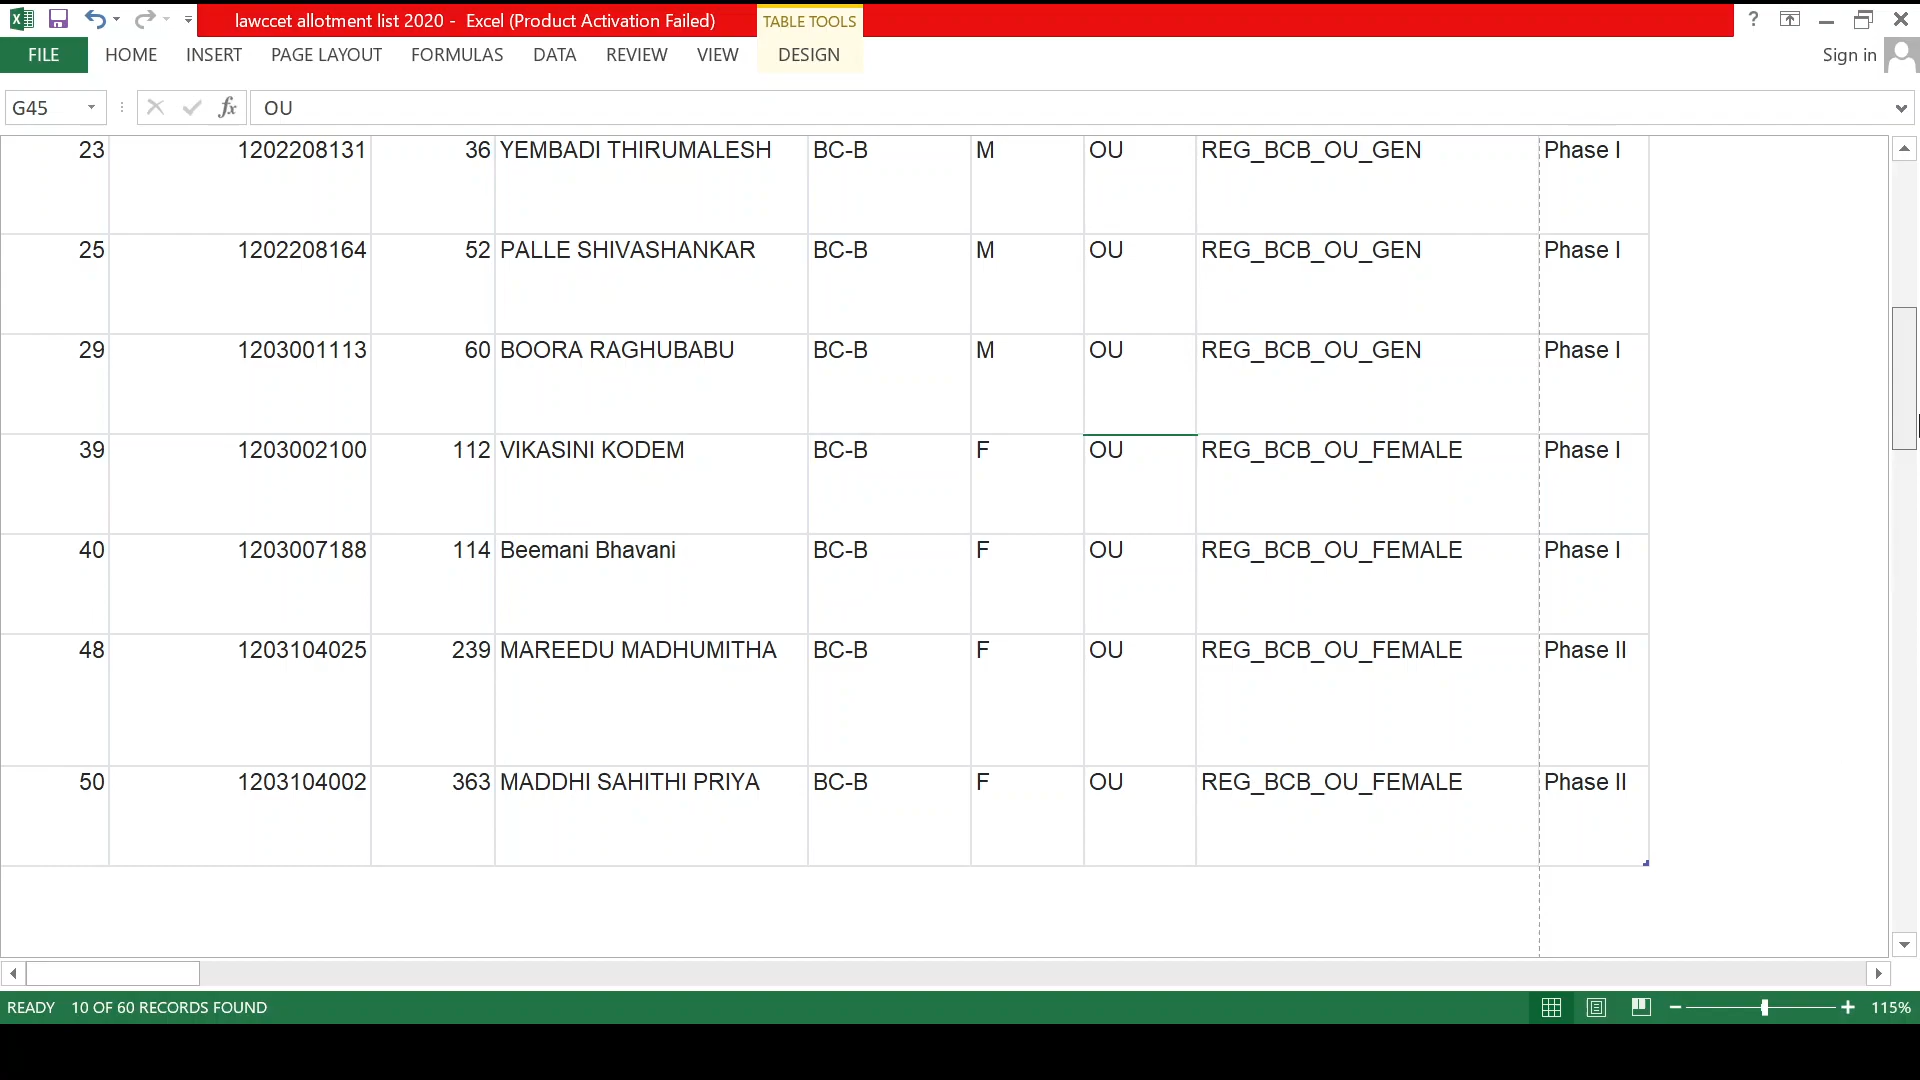 lawccet allotment list 2020 - Excel (Product Activation Failed)
TABLE TOOLS
?
FILE HOME INSERT PAGE LAYOUT FORMULAS DATA REVIEW VIEW DESIGN Sign in
G45 fx OU
23 1202208131 36 YEMBADI THIRUMALESH BC-B M OU REG_BCB_OU_GEN Phase I
25 1202208164 52 PALLE SHIVASHANKAR BC-B M OU REG_BCB_OU_GEN Phase I
29 1203001113 60 BOORA RAGHUBABU BC-B M OU REG_BCB_OU_GEN Phase I
39 1203002100 112 VIKASINI KODEM BC-B F OU REG_BCB_OU_FEMALE Phase I
40 1203007188 114 Beemani Bhavani BC-B F OU REG_BCB_OU_FEMALE Phase I
48 1203104025 239 MAREEDU MADHUMITHA BC-B F OU REG_BCB_OU_FEMALE Phase II
50 1203104002 363 MADDHI SAHITHI PRIYA BC-B F OU REG_BCB_OU_FEMALE Phase II
READY 10 OF 60 RECORDS FOUND 115%